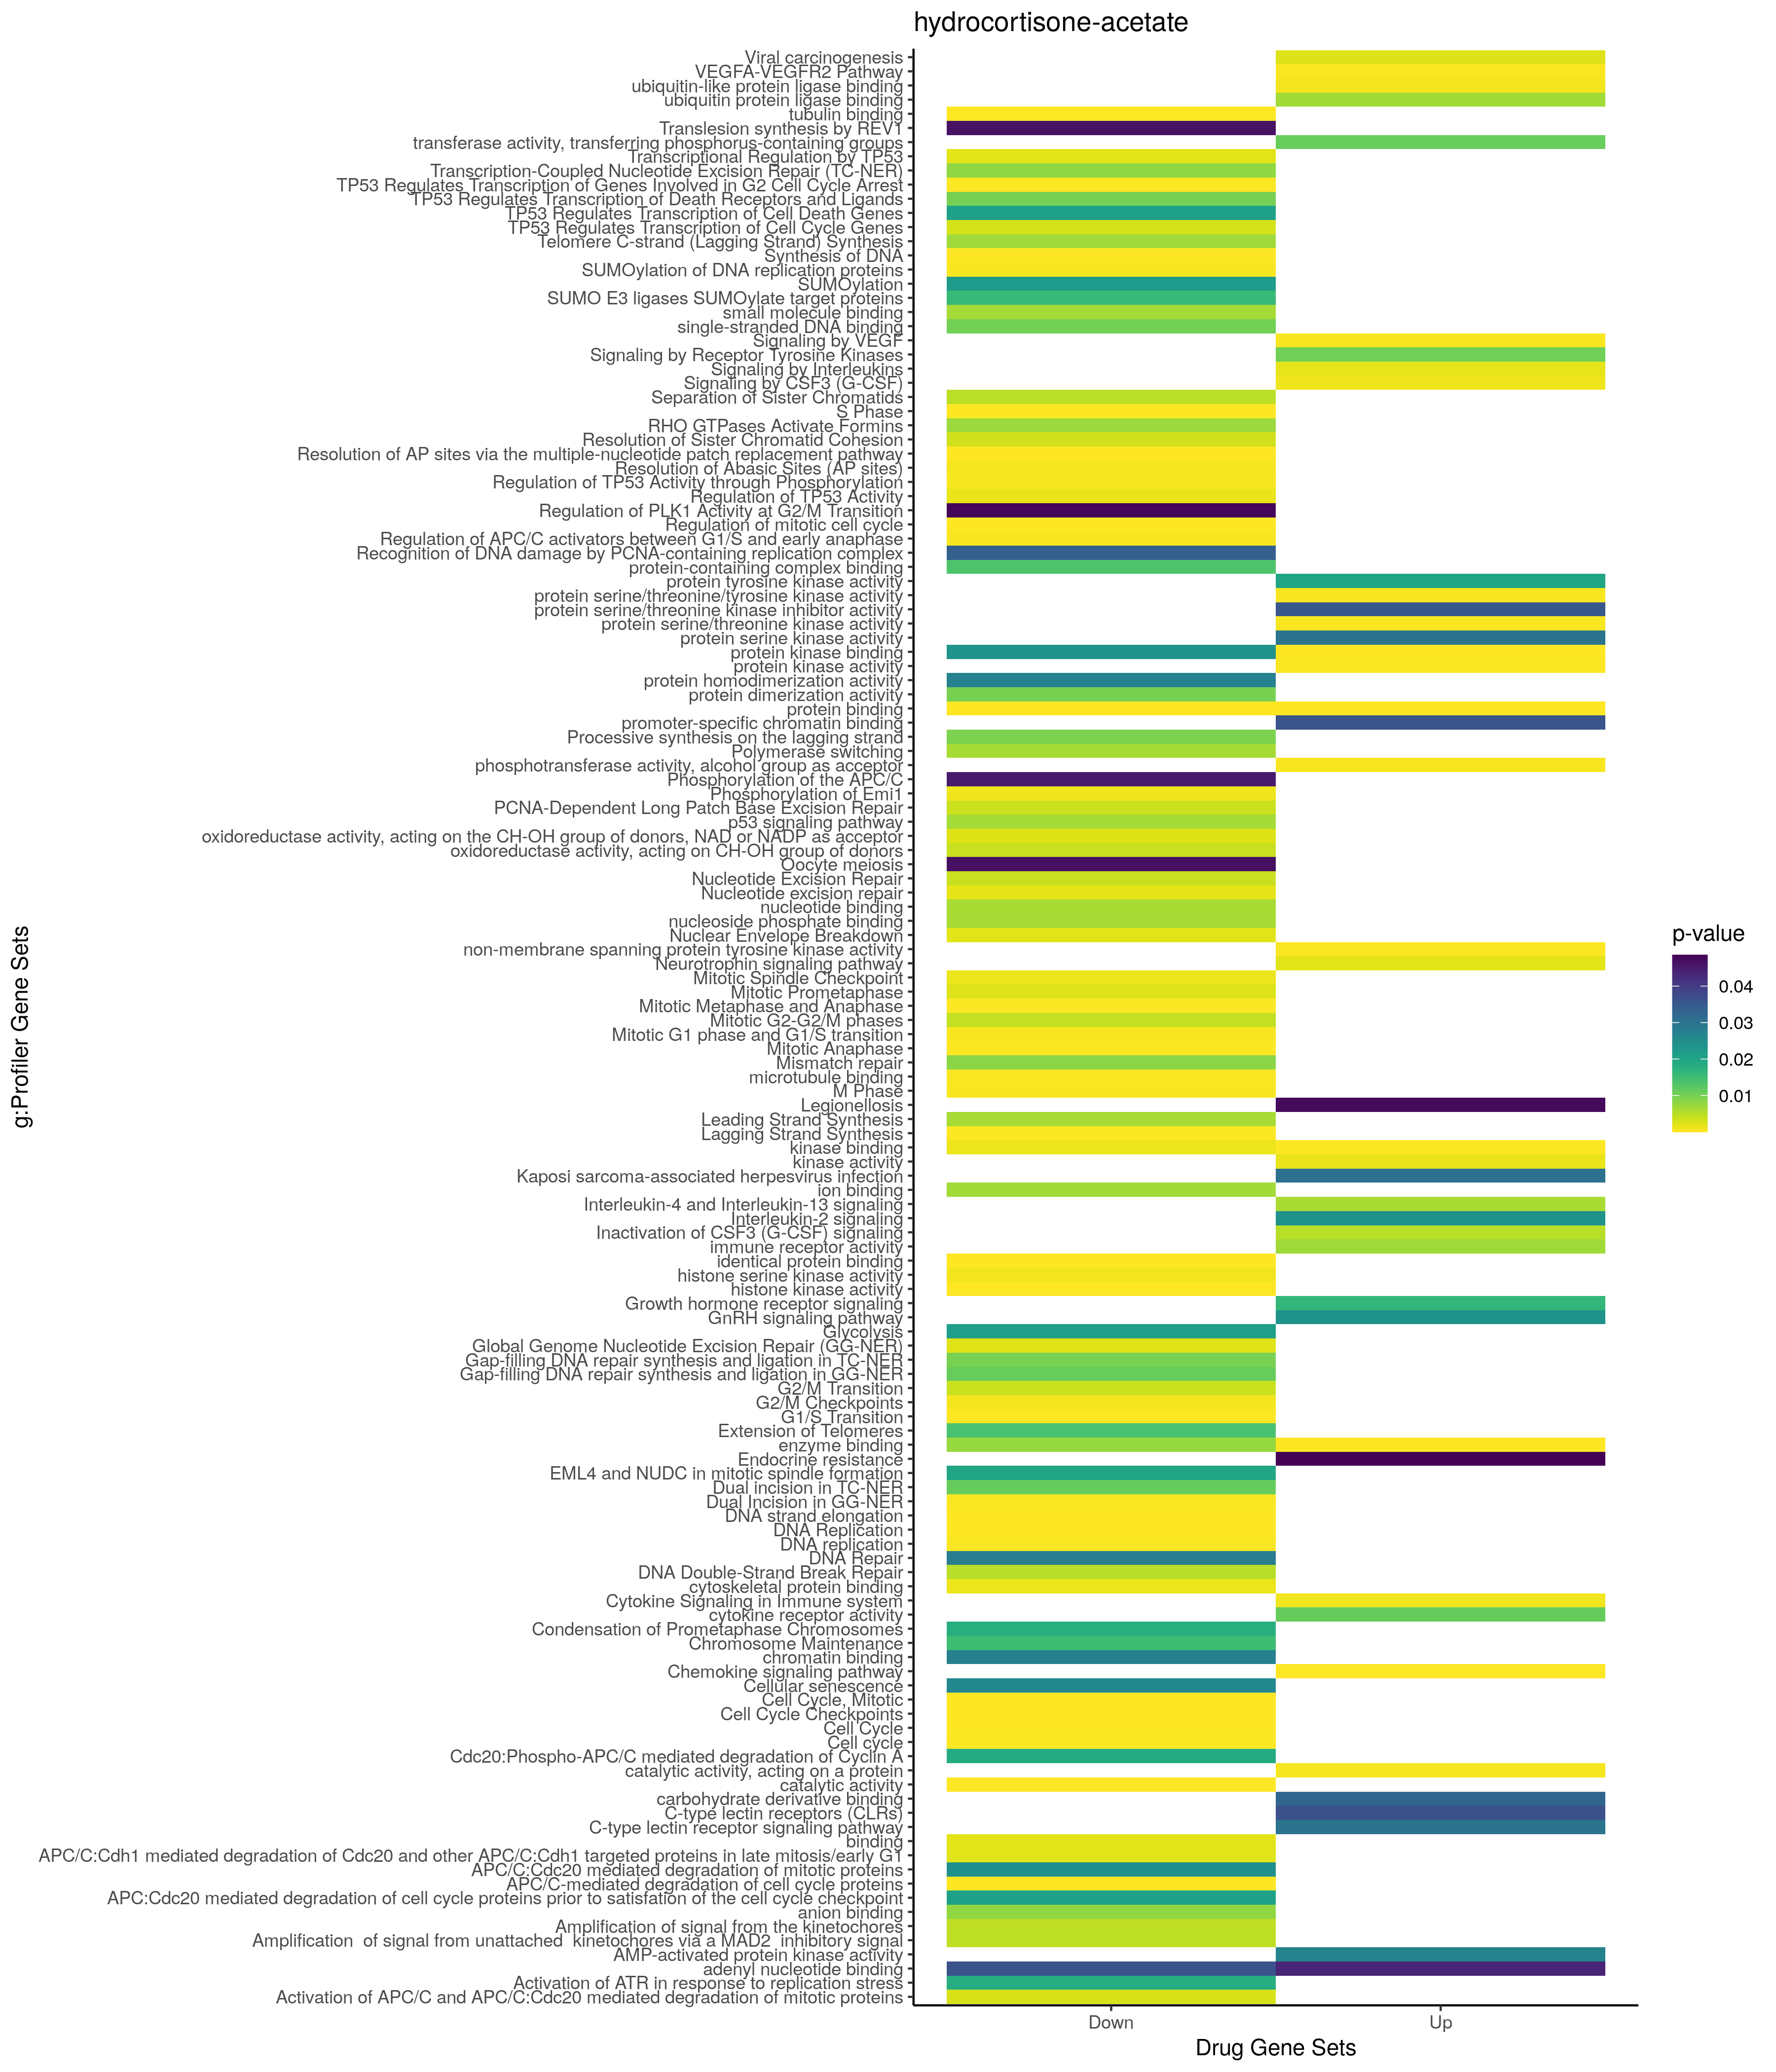 hydrocortisone-acetate
Viral carcinogenesis
VEGFA-VEGFR2 Pathway
ubiquitin-like protein ligase binding
ubiquitin protein ligase binding
tubulin binding
Translesion synthesis by REV1
transferase activity, transferring phosphorus-containing groups
Transcriptional Regulation by TP53
Transcription-Coupled Nucleotide Excision Repair (TC-NER)
TP53 Regulates Transcription of Genes Involved in G2 Cell Cycle Arrest
TP53 Regulates Transcription of Death Receptors and Ligands
TP53 Regulates Transcription of Cell Death Genes
TP53 Regulates Transcription of Cell Cycle Genes
Telomere C-strand (Lagging Strand) Synthesis
Synthesis of DNA
SUMOylation of DNA replication proteins
SUMOylation
SUMO E3 ligases SUMOylate target proteins
small molecule binding
single-stranded DNA binding
Signaling by VEGF
Signaling by Receptor Tyrosine Kinases
Signaling by Interleukins
Signaling by CSF3 (G-CSF)
Separation of Sister Chromatids
S Phase
RHO GTPases Activate Formins
Resolution of Sister Chromatid Cohesion
Resolution of AP sites via the multiple-nucleotide patch replacement pathway
Resolution of Abasic Sites (AP sites)
Regulation of TP53 Activity through Phosphorylation
Regulation of TP53 Activity
Regulation of PLK1 Activity at G2/M Transition
Regulation of mitotic cell cycle
Regulation of APC/C activators between G1/S and early anaphase
Recognition of DNA damage by PCNA-containing replication complex
protein-containing complex binding
protein tyrosine kinase activity
protein serine/threonine/tyrosine kinase activity
protein serine/threonine kinase inhibitor activity
protein serine/threonine kinase activity
protein serine kinase activity
protein kinase binding
protein kinase activity
protein homodimerization activity
protein dimerization activity
protein binding
promoter-specific chromatin binding
Processive synthesis on the lagging strand
Polymerase switching
phosphotransferase activity, alcohol group as acceptor
Phosphorylation of the APC/C
Phosphorylation of Emi1
PCNA-Dependent Long Patch Base Excision Repair
p53 signaling pathway
oxidoreductase activity, acting on the CH-OH group of donors, NAD or NADP as acceptor
oxidoreductase activity, acting on CH-OH group of donors
Oocyte meiosis
Nucleotide Excision Repair
Nucleotide excision repair
nucleotide binding
nucleoside phosphate binding
Nuclear Envelope Breakdown
non-membrane spanning protein tyrosine kinase activity
Neurotrophin signaling pathway
Mitotic Spindle Checkpoint
Mitotic Prometaphase
Mitotic Metaphase and Anaphase
Mitotic G2-G2/M phases
Mitotic G1 phase and G1/S transition
Mitotic Anaphase
Mismatch repair
microtubule binding
M Phase
Legionellosis
Leading Strand Synthesis
Lagging Strand Synthesis
kinase binding
kinase activity
Kaposi sarcoma-associated herpesvirus infection
ion binding
Interleukin-4 and Interleukin-13 signaling
Interleukin-2 signaling
Inactivation of CSF3 (G-CSF) signaling
immune receptor activity
identical protein binding
histone serine kinase activity
histone kinase activity
Growth hormone receptor signaling
GnRH signaling pathway
Glycolysis
Global Genome Nucleotide Excision Repair (GG-NER)
Gap-filling DNA repair synthesis and ligation in TC-NER
Gap-filling DNA repair synthesis and ligation in GG-NER
G2/M Transition
G2/M Checkpoints
G1/S Transition
Extension of Telomeres
enzyme binding
Endocrine resistance
EML4 and NUDC in mitotic spindle formation
Dual incision in TC-NER
Dual Incision in GG-NER
DNA strand elongation
DNA Replication
DNA replication
DNA Repair
DNA Double-Strand Break Repair
cytoskeletal protein binding
Cytokine Signaling in Immune system
cytokine receptor activity
Condensation of Prometaphase Chromosomes
Chromosome Maintenance
chromatin binding
Chemokine signaling pathway
Cellular senescence
Cell Cycle, Mitotic
Cell Cycle Checkpoints
Cell Cycle
Cell cycle
Cdc20:Phospho-APC/C mediated degradation of Cyclin A
catalytic activity, acting on a protein
catalytic activity
carbohydrate derivative binding
C-type lectin receptors (CLRs)
C-type lectin receptor signaling pathway
binding
APC/C:Cdh1 mediated degradation of Cdc20 and other APC/C:Cdh1 targeted proteins in late mitosis/early G1
APC/C:Cdc20 mediated degradation of mitotic proteins
APC/C-mediated degradation of cell cycle proteins
APC:Cdc20 mediated degradation of cell cycle proteins prior to satisfation of the cell cycle checkpoint
anion binding
Amplification of signal from the kinetochores
Amplification  of signal from unattached  kinetochores via a MAD2  inhibitory signal
AMP-activated protein kinase activity
adenyl nucleotide binding
Activation of ATR in response to replication stress
Activation of APC/C and APC/C:Cdc20 mediated degradation of mitotic proteins
g:Profiler Gene Sets
Down
Up
Drug Gene Sets
p-value
0.04
0.03
0.02
0.01